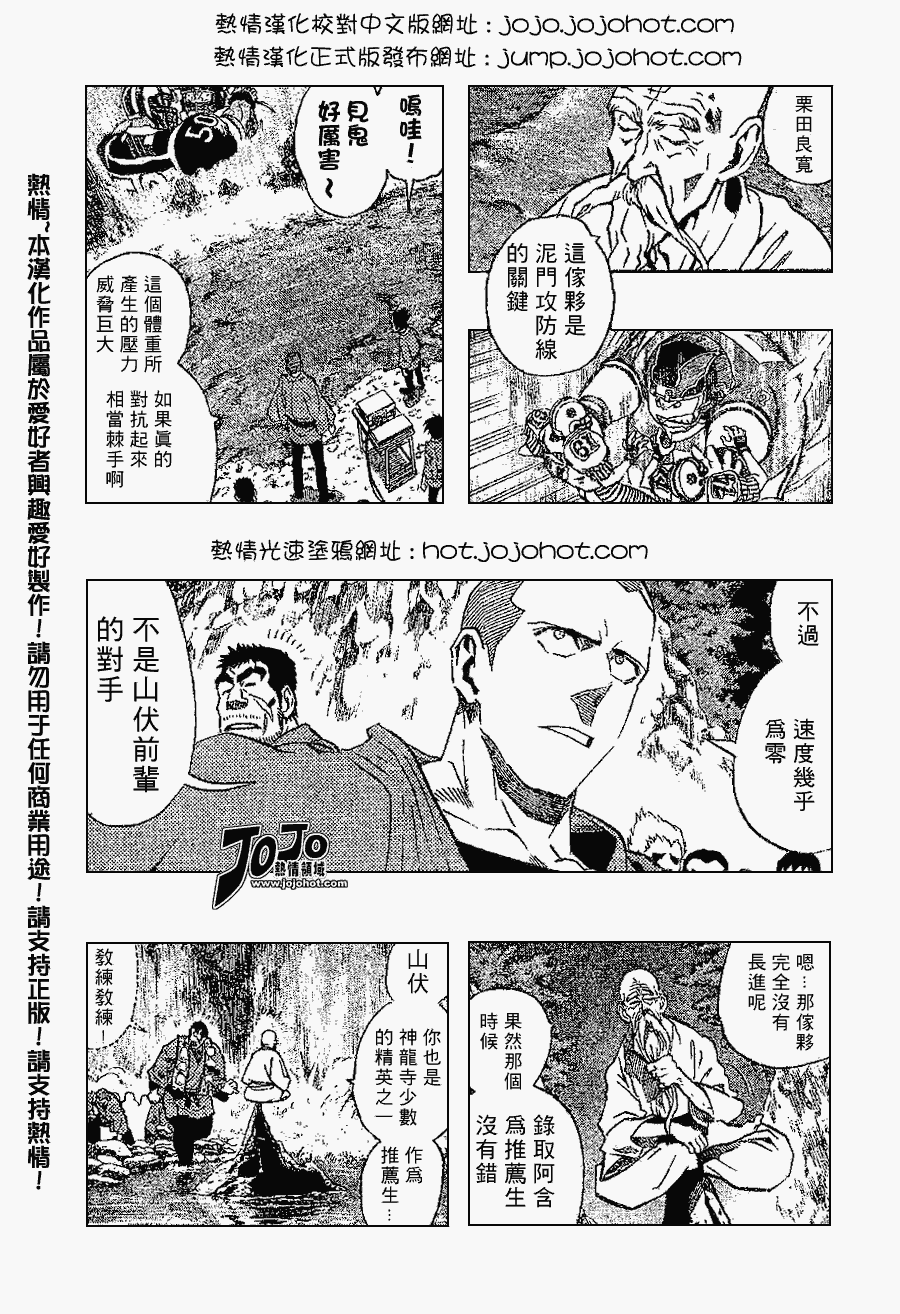 熱情漢化校對中文版網址：jojo.jojohot.com
熱情漢化正式版發布網址：jump.jojohot.com
熱情~本漢化作品屬於愛好者興趣愛好製作！請勿用于任何商業用途！請支持正版！請支持熱情！
栗田良寬
這傢夥是
泥門攻防線
的關鍵
嗚哇！
見鬼
好厲害～
這個體重所
產生的壓力
威脅巨大
如果真的
對抗起來
相當棘手啊
50
81
熱情光速塗鴉網址：hot.jojohot.com
不過
速度幾乎
爲零
不是山伏前輩
的對手
JOJO
熱情領域
www.jojohot.com
嗯…那傢夥
完全沒有
長進呢
果然那個
時候
錄取阿含
爲推薦生
沒有錯
山伏
你也是
神龍寺少數
的精英之一
作爲
推薦生…
教練教練！